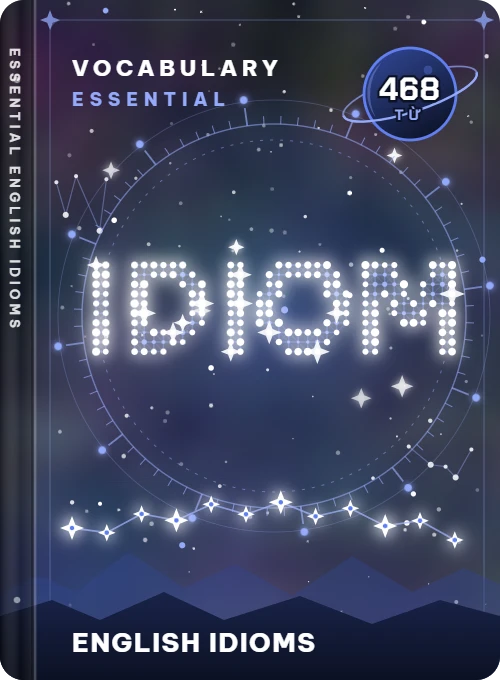 ESSENTIAL ENGLISH IDIOMS
VOCABULARY
ESSENTIAL
468
TỪ
IDIOM
ENGLISH IDIOMS